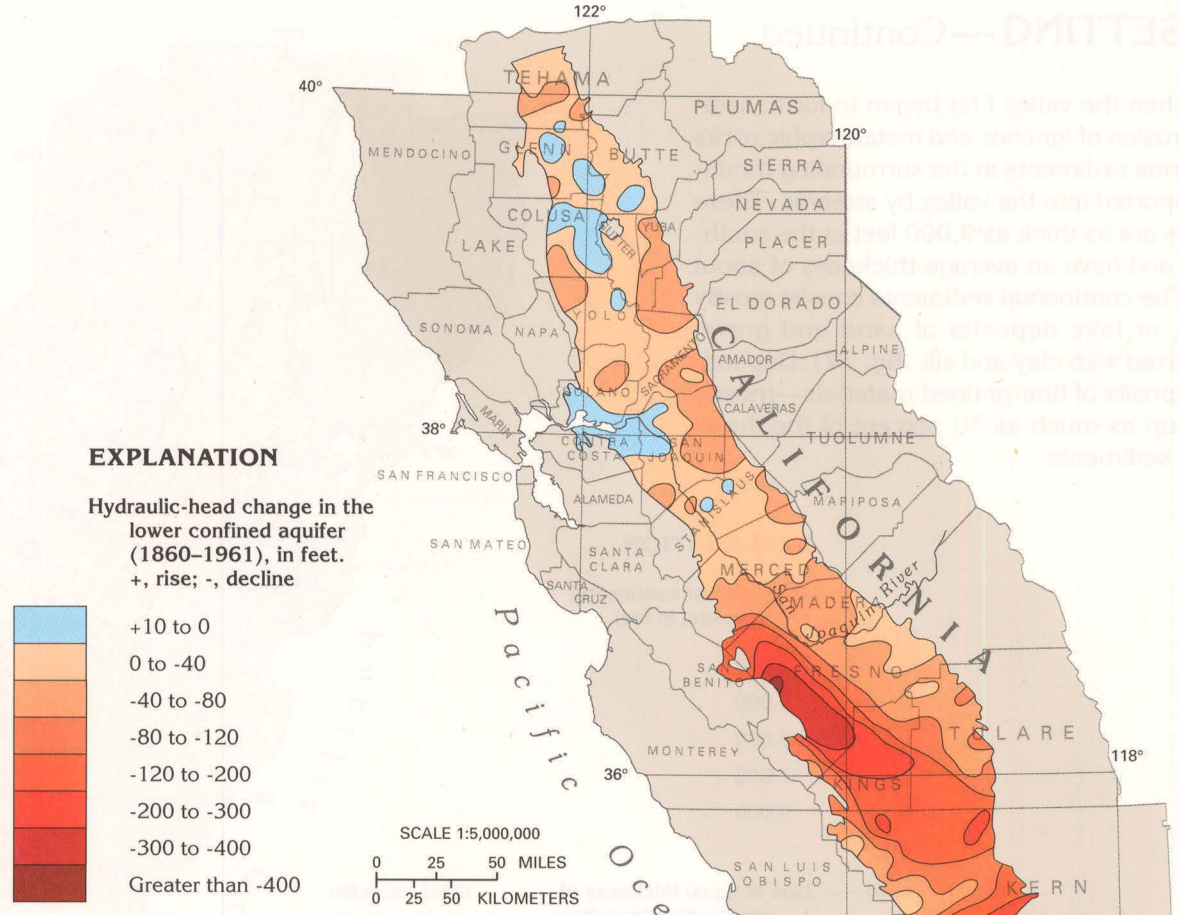 SETTING—Continued
122°
40°
TEHAMA
PLUMAS
120°
MENDOCINO
GLENN
BUTTE
SIERRA
COLUSA
NEVADA
LAKE
SUTTER
YUBA
PLACER
EL DORADO
SONOMA
NAPA
YOLO
SACRAMENTO
AMADOR
ALPINE
SOLANO
CALAVERAS
MARIN
38°
CONTRA
COSTA
SAN
JOAQUIN
TUOLUMNE
SAN FRANCISCO
ALAMEDA
STANISLAUS
MARIPOSA
SAN MATEO
SANTA
CLARA
MERCED
SANTA
CRUZ
MADERA
San Joaquin River
CALIFORNIA
SAN
BENITO
FRESNO
TULARE
MONTEREY
118°
36°
KINGS
SAN LUIS
OBISPO
KERN
Pacific
Oce
EXPLANATION
Hydraulic-head change in the
lower confined aquifer
(1860–1961), in feet.
+, rise; -, decline
+10 to 0
0 to -40
-40 to -80
-80 to -120
-120 to -200
-200 to -300
-300 to -400
Greater than -400
SCALE 1:5,000,000
0 25 50 MILES
0 25 50 KILOMETERS